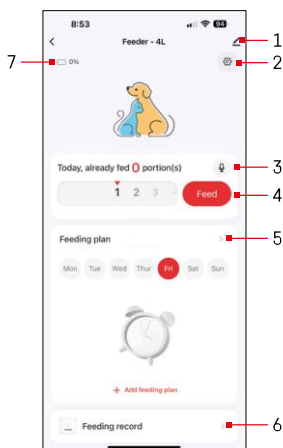 8:53 94
Feeder - 4L 1
7 0% 2
Today, already fed 0 portion(s) 3
1 2 3 Feed 4
Feeding plan 5
Mon Tue Wed Thur Fri Sat Sun
+ Add feeding plan
Feeding record 6